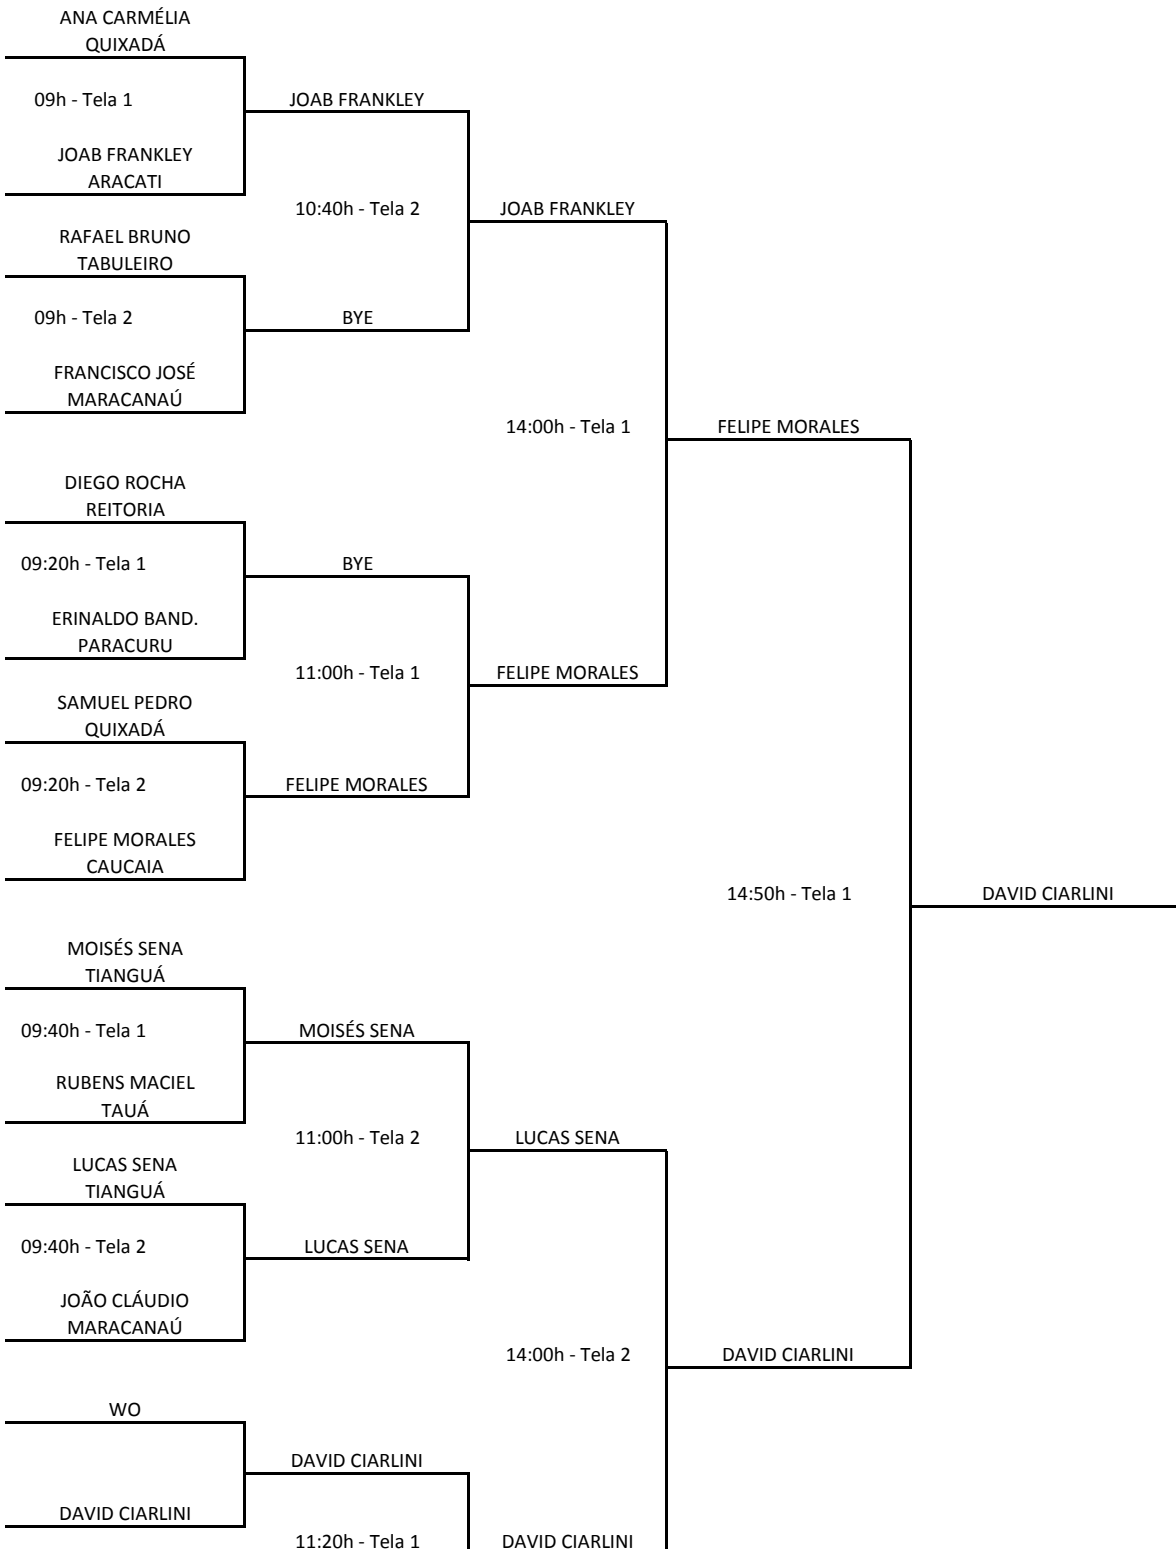 ANA CARMÉLIA
QUIXADÁ
09h - Tela 1
JOAB FRANKLEY
JOAB FRANKLEY
ARACATI
10:40h - Tela 2
JOAB FRANKLEY
RAFAEL BRUNO
TABULEIRO
09h - Tela 2
BYE
FRANCISCO JOSÉ
MARACANAÚ
14:00h - Tela 1
FELIPE MORALES
DIEGO ROCHA
REITORIA
09:20h - Tela 1
BYE
ERINALDO BAND.
PARACURU
11:00h - Tela 1
FELIPE MORALES
SAMUEL PEDRO
QUIXADÁ
09:20h - Tela 2
FELIPE MORALES
FELIPE MORALES
CAUCAIA
14:50h - Tela 1
DAVID CIARLINI
MOISÉS SENA
TIANGUÁ
09:40h - Tela 1
MOISÉS SENA
RUBENS MACIEL
TAUÁ
11:00h - Tela 2
LUCAS SENA
LUCAS SENA
TIANGUÁ
09:40h - Tela 2
LUCAS SENA
JOÃO CLÁUDIO
MARACANAÚ
14:00h - Tela 2
DAVID CIARLINI
WO
DAVID CIARLINI
DAVID CIARLINI
11:20h - Tela 1
DAVID CIARLINI